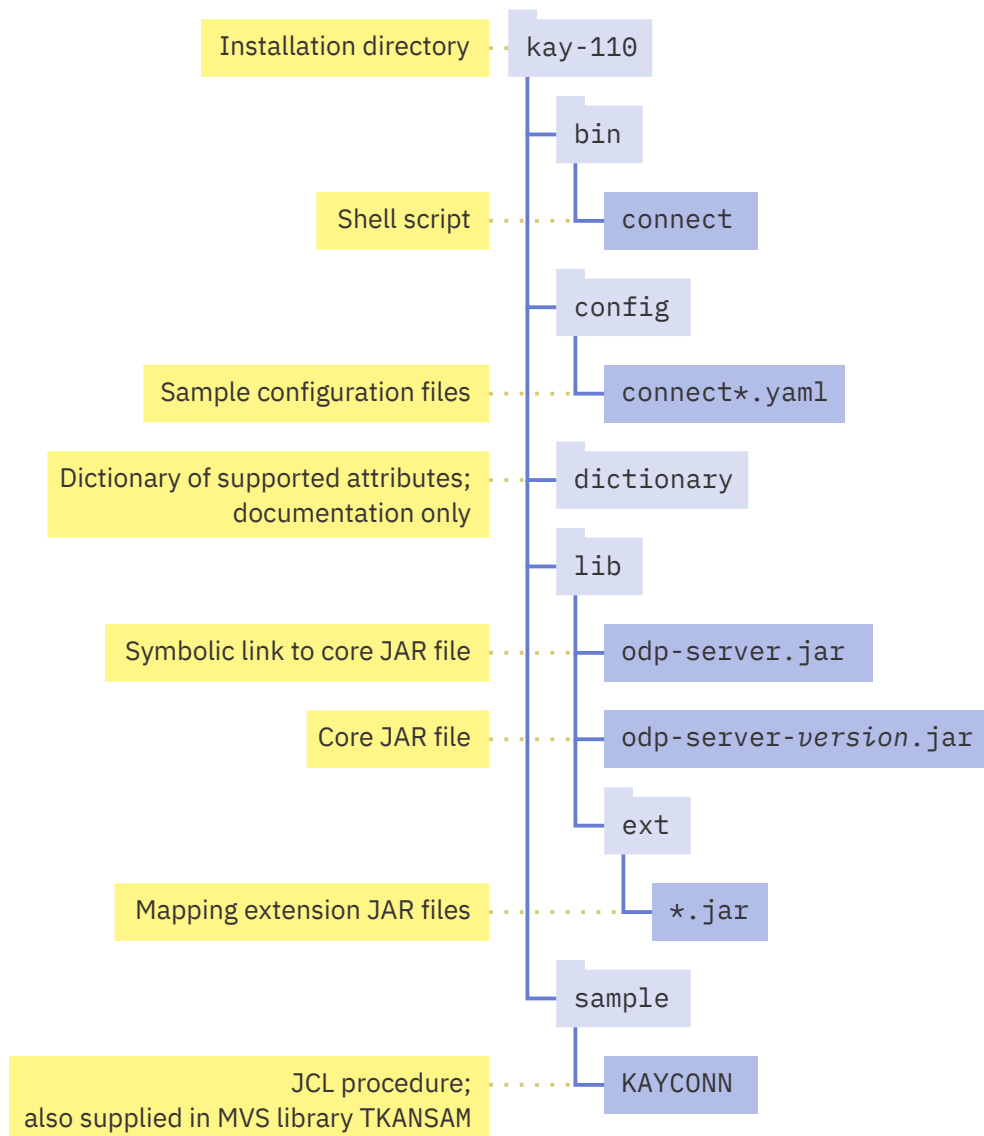 Installation directory
kay-110
bin
Shell script
connect
config
Sample configuration files
connect*.yaml
Dictionary of supported attributes;
documentation only
dictionary
lib
Symbolic link to core JAR file
odp-server.jar
Core JAR file
odp-server-version.jar
ext
Mapping extension JAR files
*.jar
sample
JCL procedure;
also supplied in MVS library TKANSAM
KAYCONN